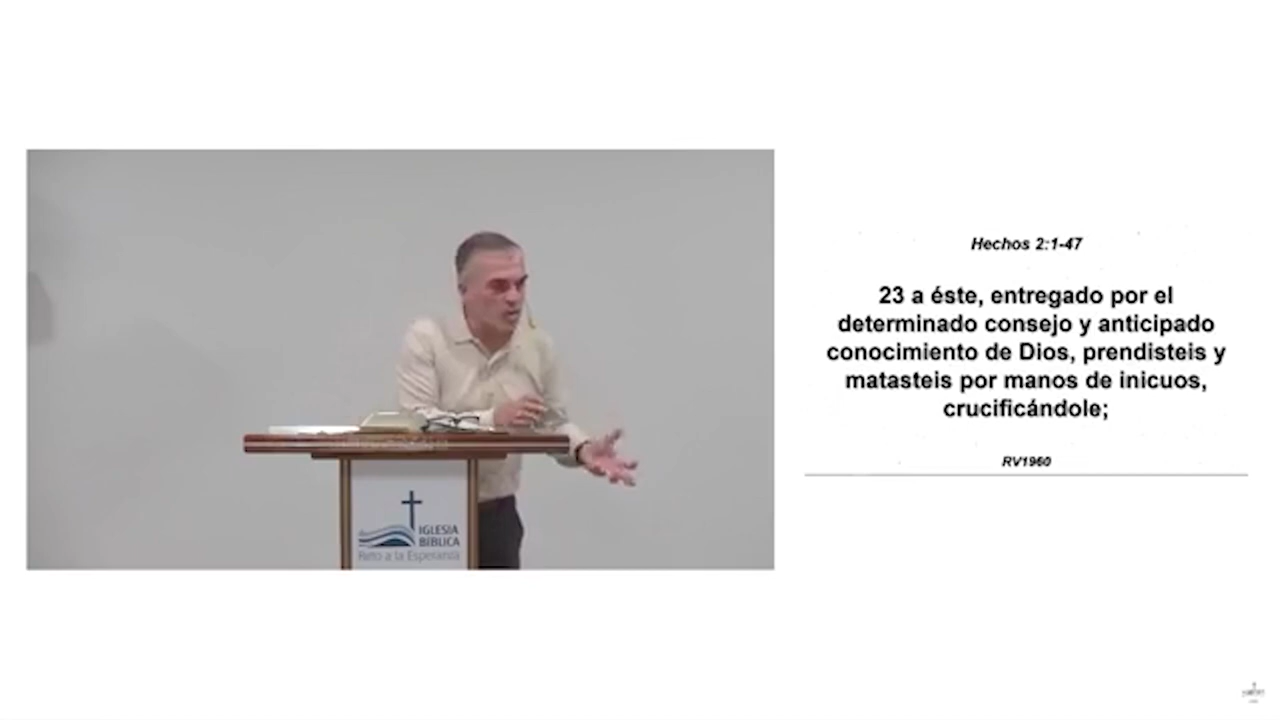 Hechos 2:1-47
23 a éste, entregado por el
determinado consejo y anticipado
conocimiento de Dios, prendisteis y
matasteis por manos de inicuos,
crucificándole;
RV1960
IGLESIA
BÍBLICA
Reto a la Esperanza